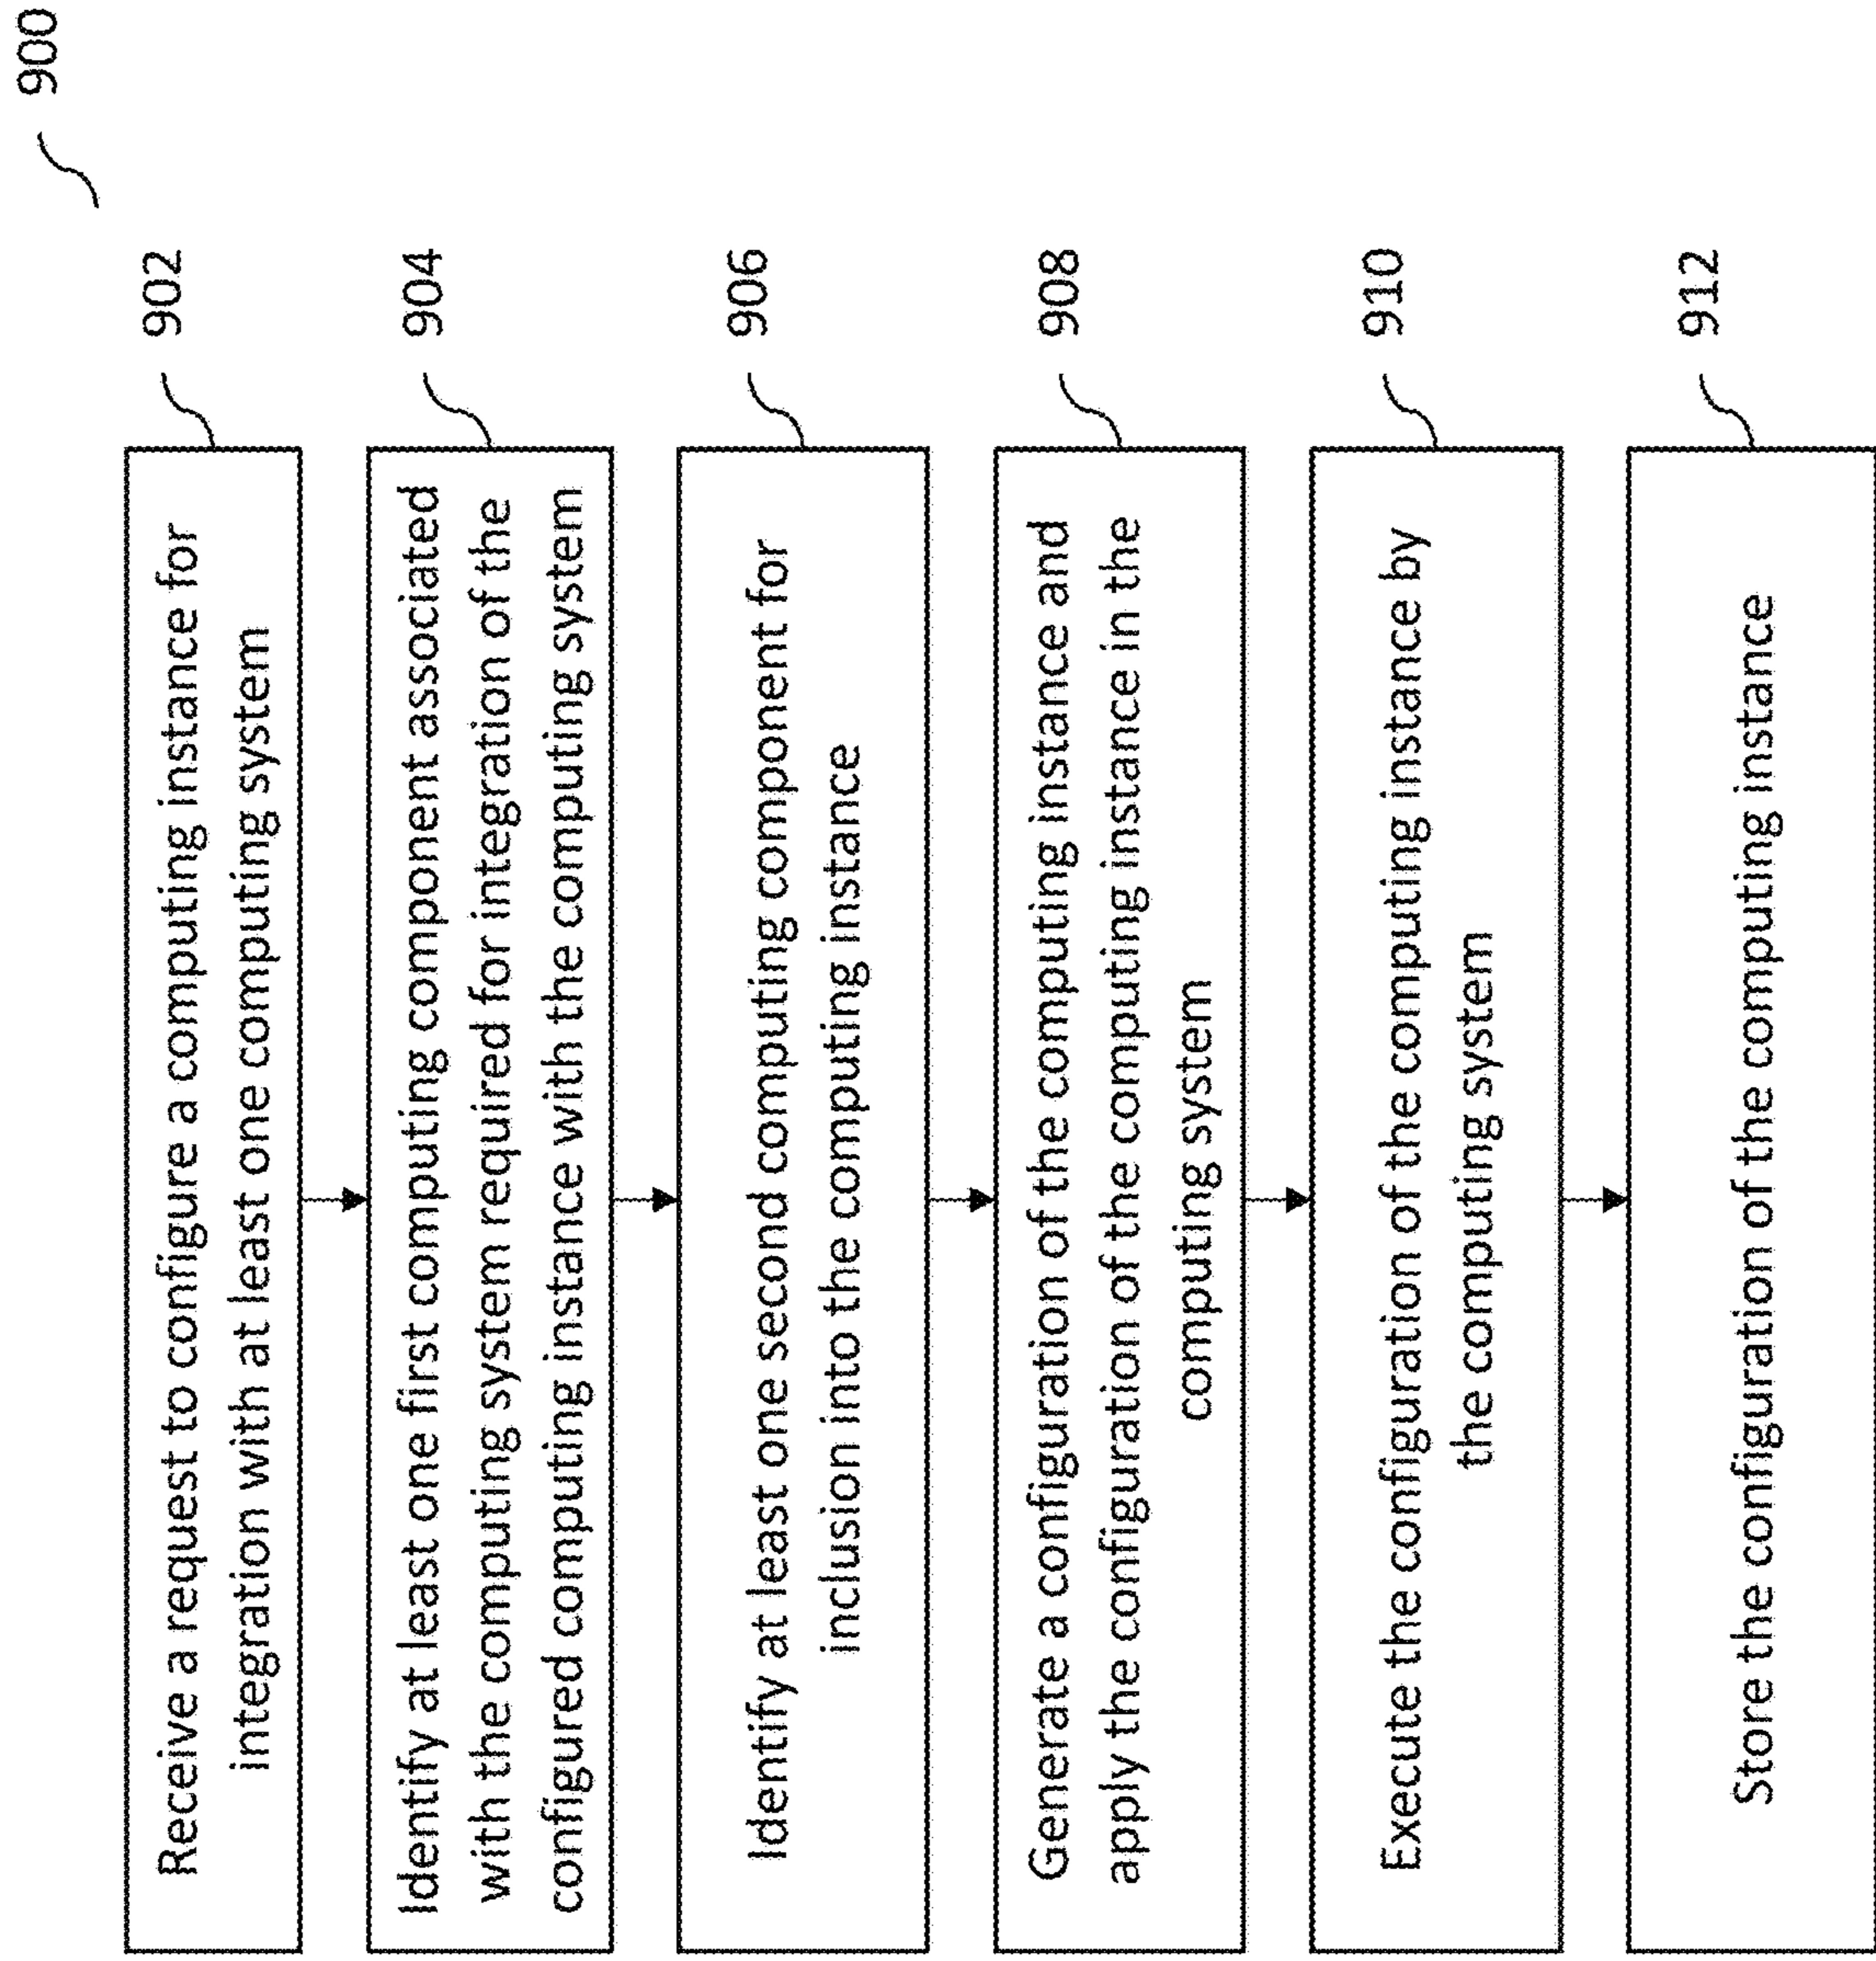 900
902
Receive a request to configure a computing instance for
integration with at least one computing system
904
Identify at least one first computing component associated
with the computing system required for integration of the
configured computing instance with the computing system
906
Identify at least one second computing component for
inclusion into the computing instance
908
Generate a configuration of the computing instance and
apply the configuration of the computing instance in the
computing system
910
Execute the configuration of the computing instance by
the computing system
912
Store the configuration of the computing instance